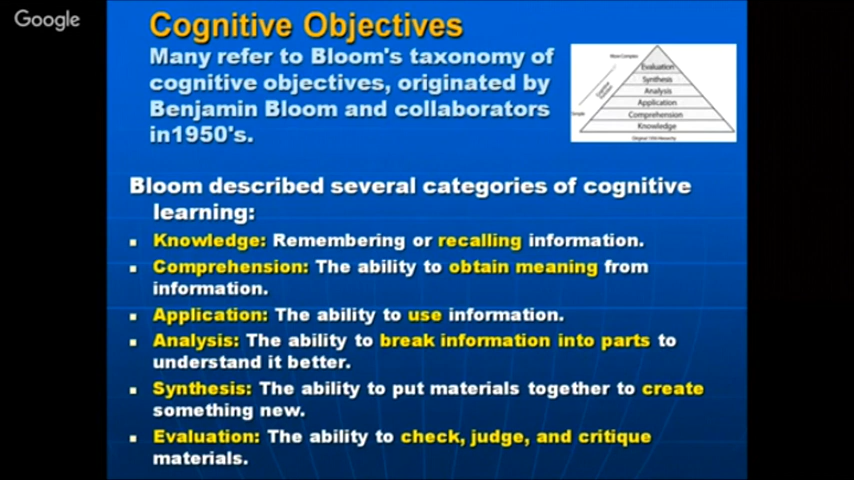 Google
Cognitive Objectives
Many refer to Bloom's taxonomy of
cognitive objectives, originated by
Benjamin Bloom and collaborators
in1950's.
More Complex
Evaluation
Synthesis
Analysis
Application
Comprehension
Knowledge
Simple
Bloom described several categories of cognitive
learning:
Knowledge: Remembering or recalling information.
Comprehension: The ability to obtain meaning from
information.
Application: The ability to use information.
Analysis: The ability to break information into parts to
understand it better.
Synthesis: The ability to put materials together to create
something new.
Evaluation: The ability to check, judge, and critique
materials.